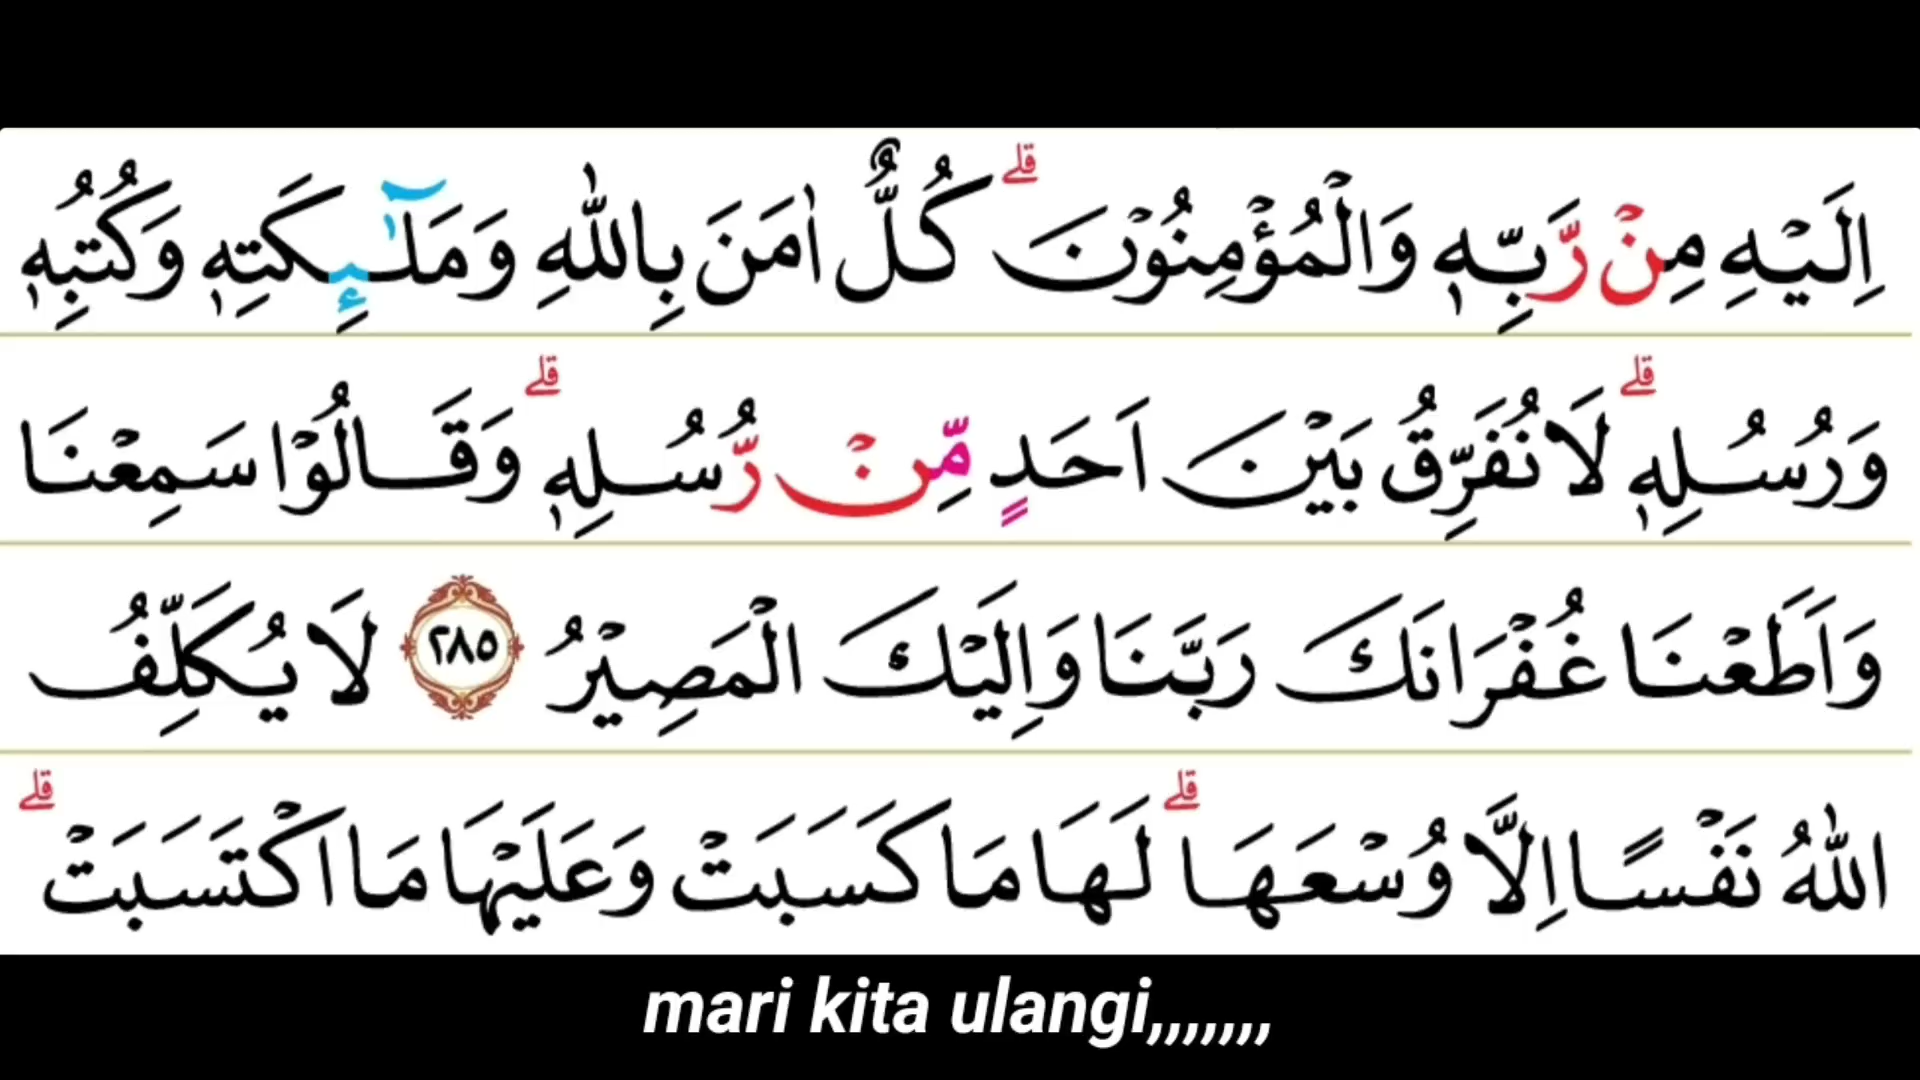 اِلَيْهِ مِنْ رَّبِّهٖ وَالْمُؤْمِنُوْنَ ۗ كُلٌّ اٰمَنَ بِاللّٰهِ وَمَلٰۤىِٕكَتِهٖ وَكُتُبِهٖ
وَرُسُلِهٖ ۗ لَا نُفَرِّقُ بَيْنَ اَحَدٍ مِّنْ رُّسُلِهٖ ۗ وَقَالُوْا سَمِعْنَا
وَاَطَعْنَا غُفْرَانَكَ رَبَّنَا وَاِلَيْكَ الْمَصِيْرُ ٢٨٥ لَا يُكَلِّفُ
اللّٰهُ نَفْسًا اِلَّا وُسْعَهَا ۗ لَهَا مَا كَسَبَتْ وَعَلَيْهَا مَا اكْتَسَبَتْ ۗ
mari kita ulangi,,,,,,,